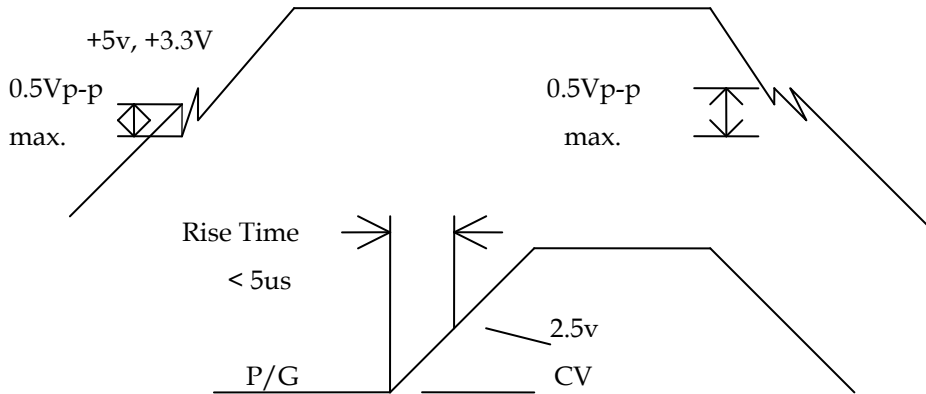 +5v, +3.3V
0.5Vp-p
max.
0.5Vp-p
max.
Rise Time
< 5us
2.5v
P/G
CV